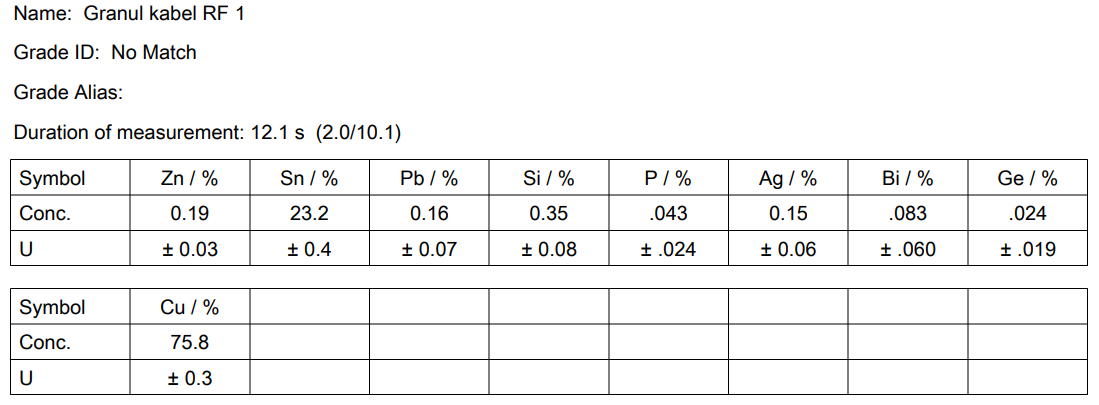 Name: Granul kabel RF 1
Grade ID: No Match
Grade Alias:
Duration of measurement: 12.1 s (2.0/10.1)
Symbol Zn / % Sn / % Pb / % Si / % P / % Ag / % Bi / % Ge / %
Conc. 0.19 23.2 0.16 0.35 .043 0.15 .083 .024
U ± 0.03 ± 0.4 ± 0.07 ± 0.08 ± .024 ± 0.06 ± .060 ± .019
Symbol Cu / %
Conc. 75.8
U ± 0.3